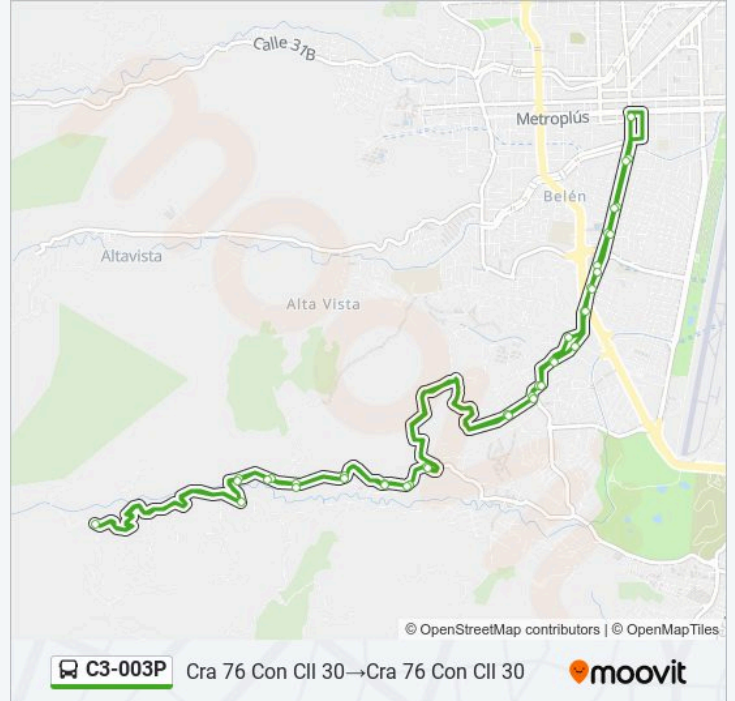 Calle 31B
Metroplús
Belén
Altavista
Alta Vista
moovit
© OpenStreetMap contributors | © OpenMapTiles
C3-003P
Cra 76 Con Cll 30→Cra 76 Con Cll 30
moovit